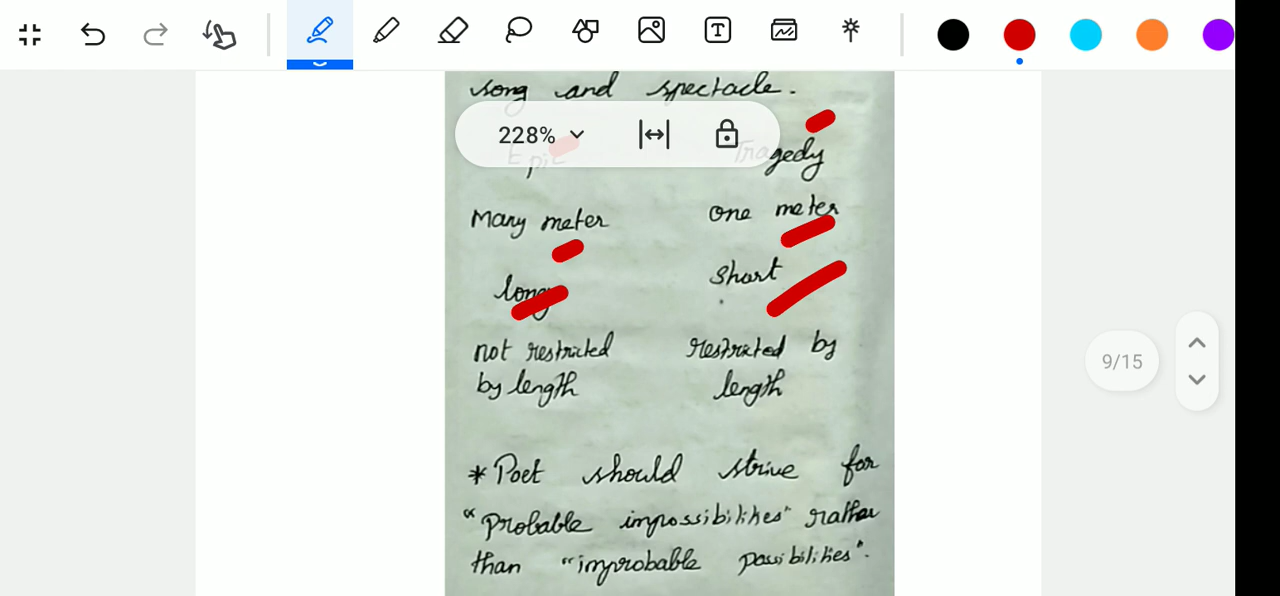 song and spectacle.
228%
Epic Tragedy
Many meter One meter
long Short
not restricted restricted by
by length length
9/15
* Poet should strive for
"Probable impossibilities" rather
than "improbable possibilities".